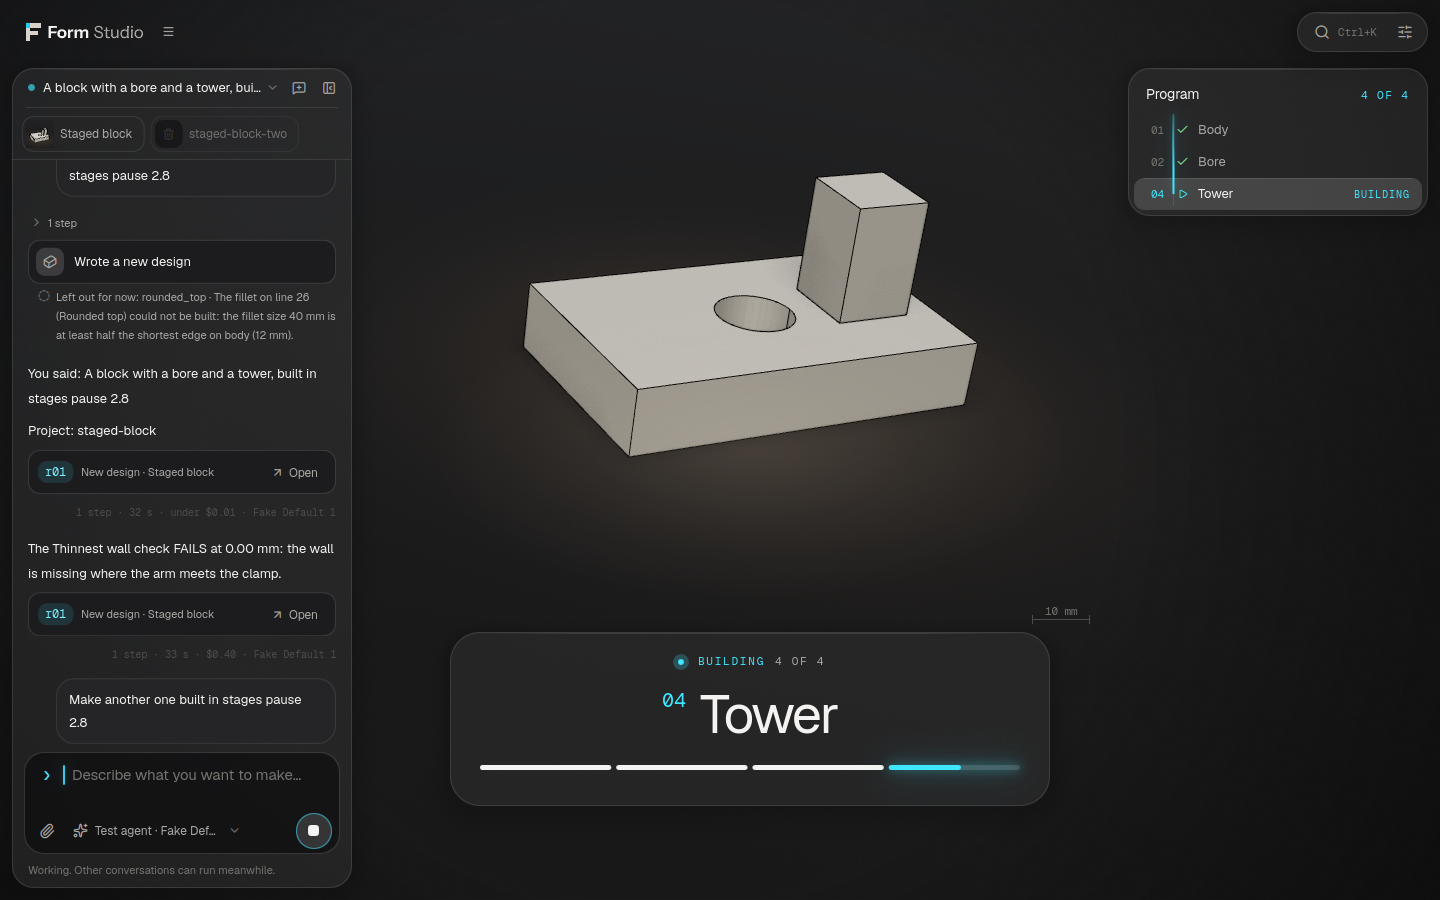 Form Studio
Ctrl+K
A block with a bore and a tower, bui...
Staged block
staged-block-two
stages pause 2.8
1 step
Wrote a new design
Left out for now: rounded_top · The fillet on line 26
(Rounded top) could not be built: the fillet size 40 mm is
at least half the shortest edge on body (12 mm).
You said: A block with a bore and a tower, built in
stages pause 2.8
Project: staged-block
r01 New design · Staged block Open
1 step · 32 s · under $0.01 · Fake Default 1
The Thinnest wall check FAILS at 0.00 mm: the wall
is missing where the arm meets the clamp.
r01 New design · Staged block Open
1 step · 33 s · $0.40 · Fake Default 1
Make another one built in stages pause
2.8
Describe what you want to make...
Test agent · Fake Def...
Working. Other conversations can run meanwhile.
10 mm
BUILDING 4 OF 4
04 Tower
Program 4 OF 4
01 Body
02 Bore
04 Tower BUILDING